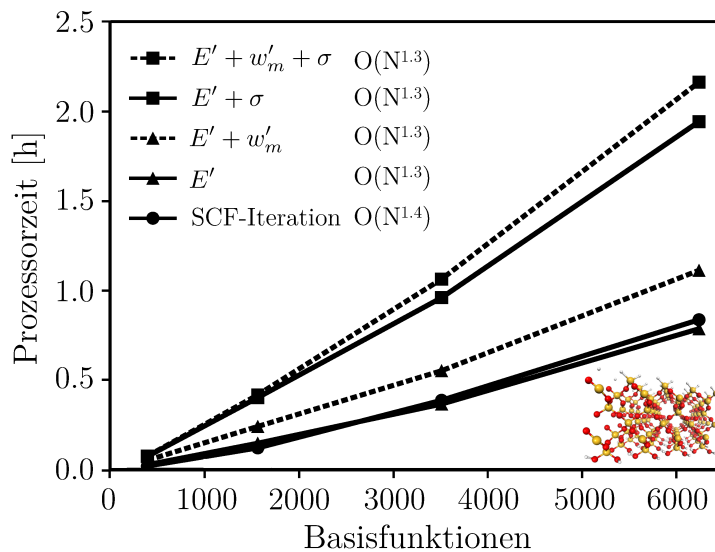 2.5
E′ + w′ₘ + σ O(N¹·³)
E′ + σ O(N¹·³)
2.0
E′ + w′ₘ O(N¹·³)
E′ O(N¹·³)
1.5
SCF-Iteration O(N¹·⁴)
Prozessorzeit [h]
1.0
0.5
0.0
0 1000 2000 3000 4000 5000 6000
Basisfunktionen